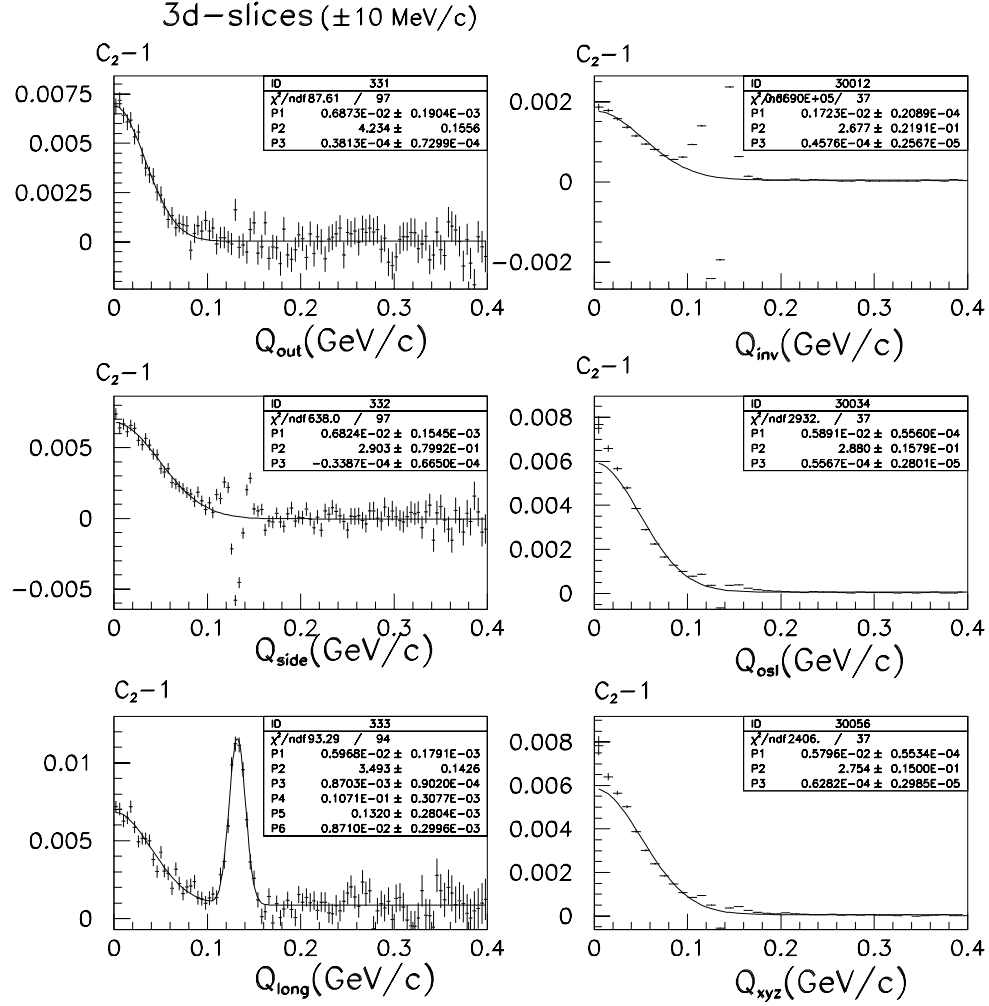 3d-slices (±10 MeV/c)
C₂-1
ID 331
χ²/ndf 87.61 / 97
P1 0.6873E-02 ± 0.1904E-03
P2 4.234 ± 0.1556
P3 0.3813E-04 ± 0.7299E-04
0.0075
0.005
0.0025
0
0 0.1 0.2 0.3 0.4
Qout(GeV/c)
C₂-1
ID 30012
/ 37
P1 0.1723E-02 ± 0.2089E-04
P2 2.677 ± 0.2191E-01
P3 0.4576E-04 ± 0.2567E-05
0.002
0
-0.002
0 0.1 0.2 0.3 0.4
Qinv(GeV/c)
C₂-1
ID 332
χ²/ndf 638.0 / 97
P1 0.6824E-02 ± 0.1545E-03
P2 2.903 ± 0.7992E-01
P3 -0.3387E-04 ± 0.6650E-04
0.005
0
-0.005
0 0.1 0.2 0.3 0.4
Qside(GeV/c)
C₂-1
ID 30034
χ²/ndf 2932. / 37
P1 0.5891E-02 ± 0.5560E-04
P2 2.880 ± 0.1579E-01
P3 0.5567E-04 ± 0.2801E-05
0.008
0.006
0.004
0.002
0
0 0.1 0.2 0.3 0.4
Qosl(GeV/c)
C₂-1
ID 333
χ²/ndf 93.29 / 94
P1 0.5968E-02 ± 0.1791E-03
P2 3.493 ± 0.1426
P3 0.8703E-03 ± 0.9020E-04
P4 0.1071E-01 ± 0.3077E-03
P5 0.1320 ± 0.2804E-03
P6 0.8710E-02 ± 0.2996E-03
0.01
0.005
0
0 0.1 0.2 0.3 0.4
Qlong(GeV/c)
C₂-1
ID 30056
χ²/ndf 2406. / 37
P1 0.5796E-02 ± 0.5534E-04
P2 2.754 ± 0.1500E-01
P3 0.6282E-04 ± 0.2985E-05
0.008
0.006
0.004
0.002
0
0 0.1 0.2 0.3 0.4
Qxyz(GeV/c)